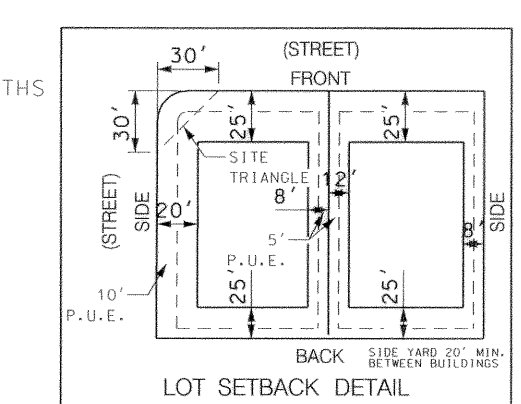 30'
(STREET)
FRONT
THS
30'
25'
25'
SITE
TRIANGLE
(STREET)
SIDE
20'
8'
12'
5'
P.U.E.
8'
SIDE
10'
P.U.E.
25'
25'
BACK
SIDE YARD 20' MIN.
BETWEEN BUILDINGS
LOT SETBACK DETAIL